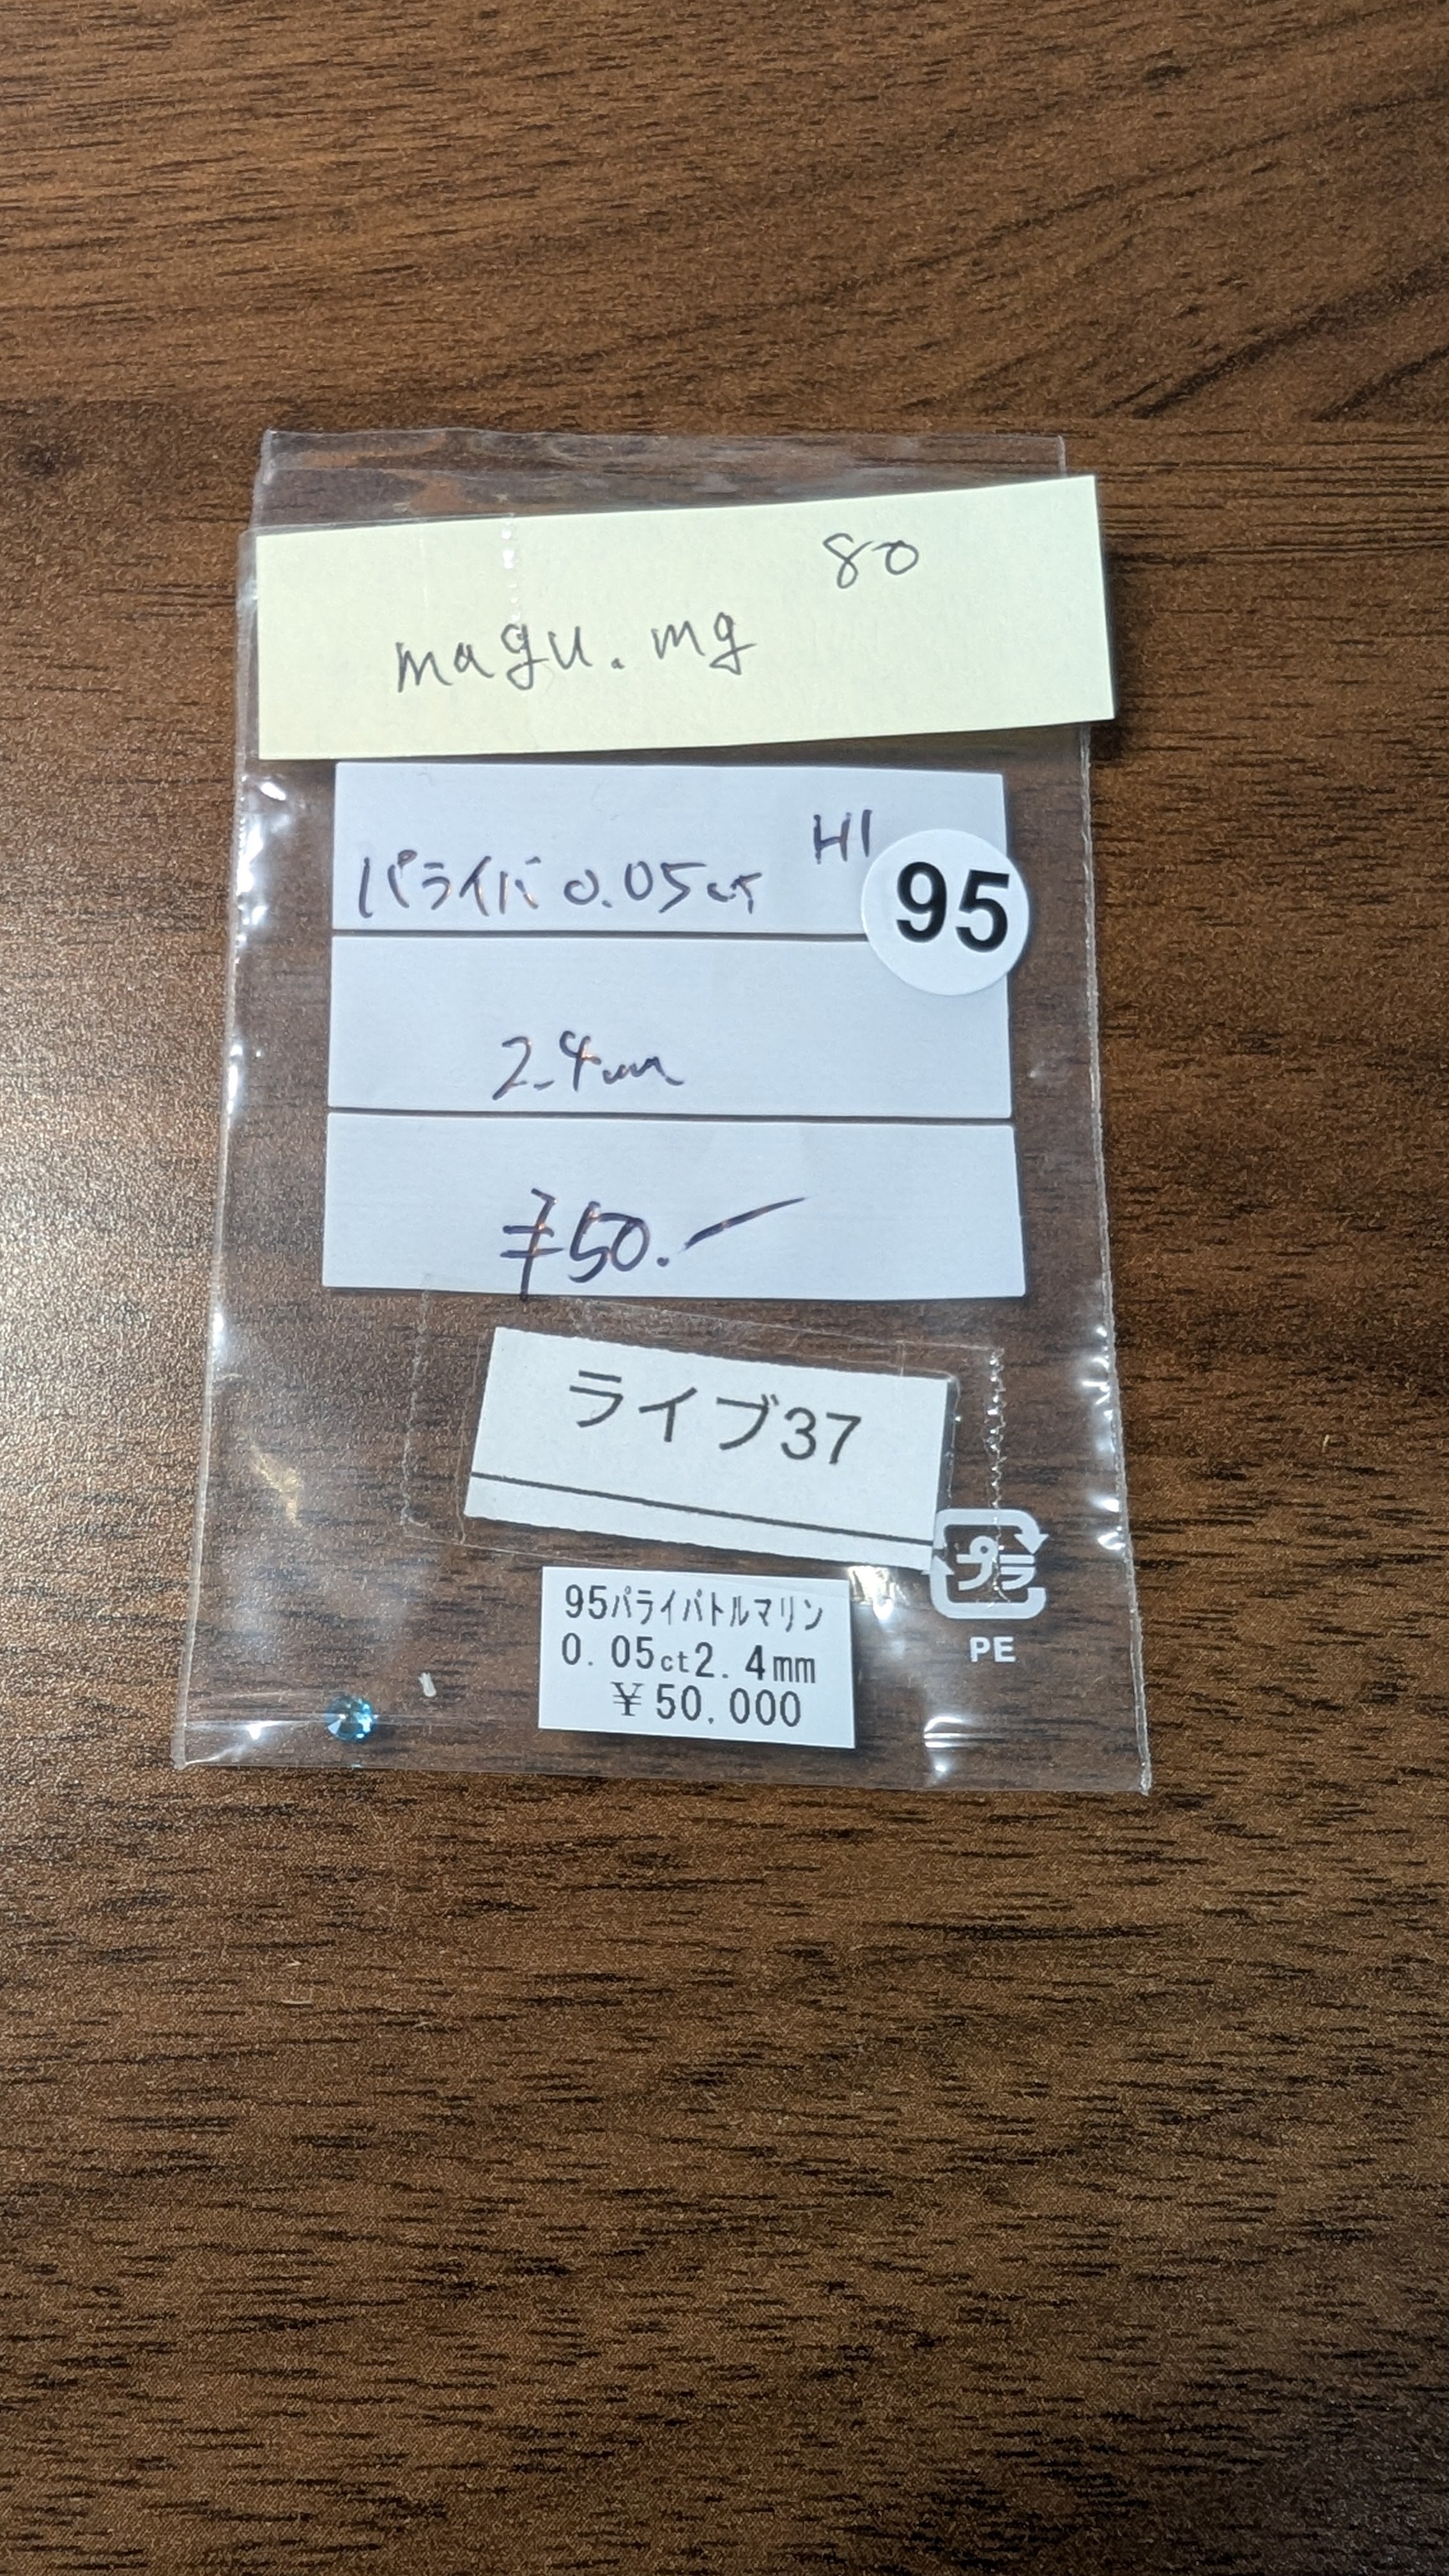 80
magu.mg
H1
パライバ 0.05ct
95
2.4mm
¥50.-
ライブ37
プラ
PE
95パライバトルマリン
0.05ct2.4mm
¥50.000